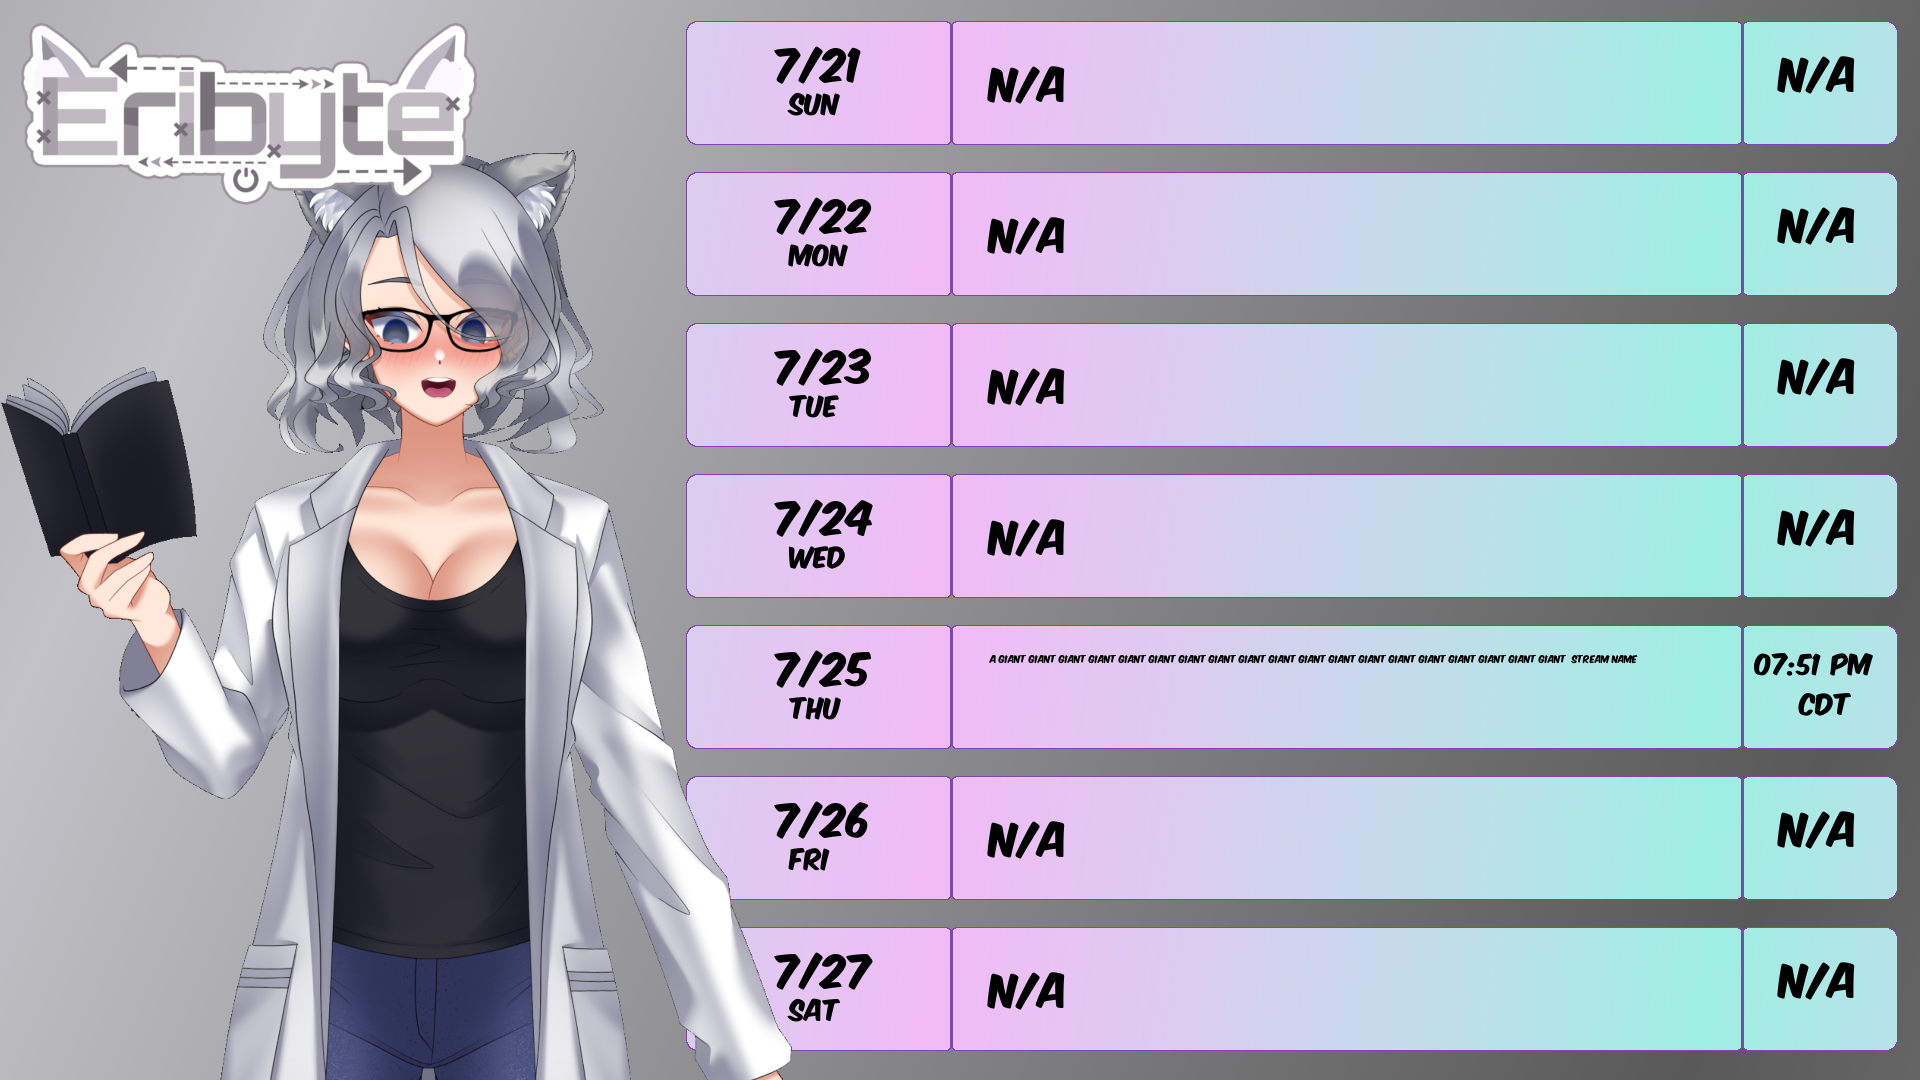 Eribyte
7/21
SUN
N/A
N/A
7/22
MON
N/A
N/A
7/23
TUE
N/A
N/A
7/24
WED
N/A
N/A
7/25
THU
A GIANT GIANT GIANT GIANT GIANT GIANT GIANT GIANT GIANT GIANT GIANT GIANT GIANT GIANT GIANT GIANT GIANT GIANT GIANT STREAM NAME
07:51 PM
CDT
7/26
FRI
N/A
N/A
7/27
SAT
N/A
N/A